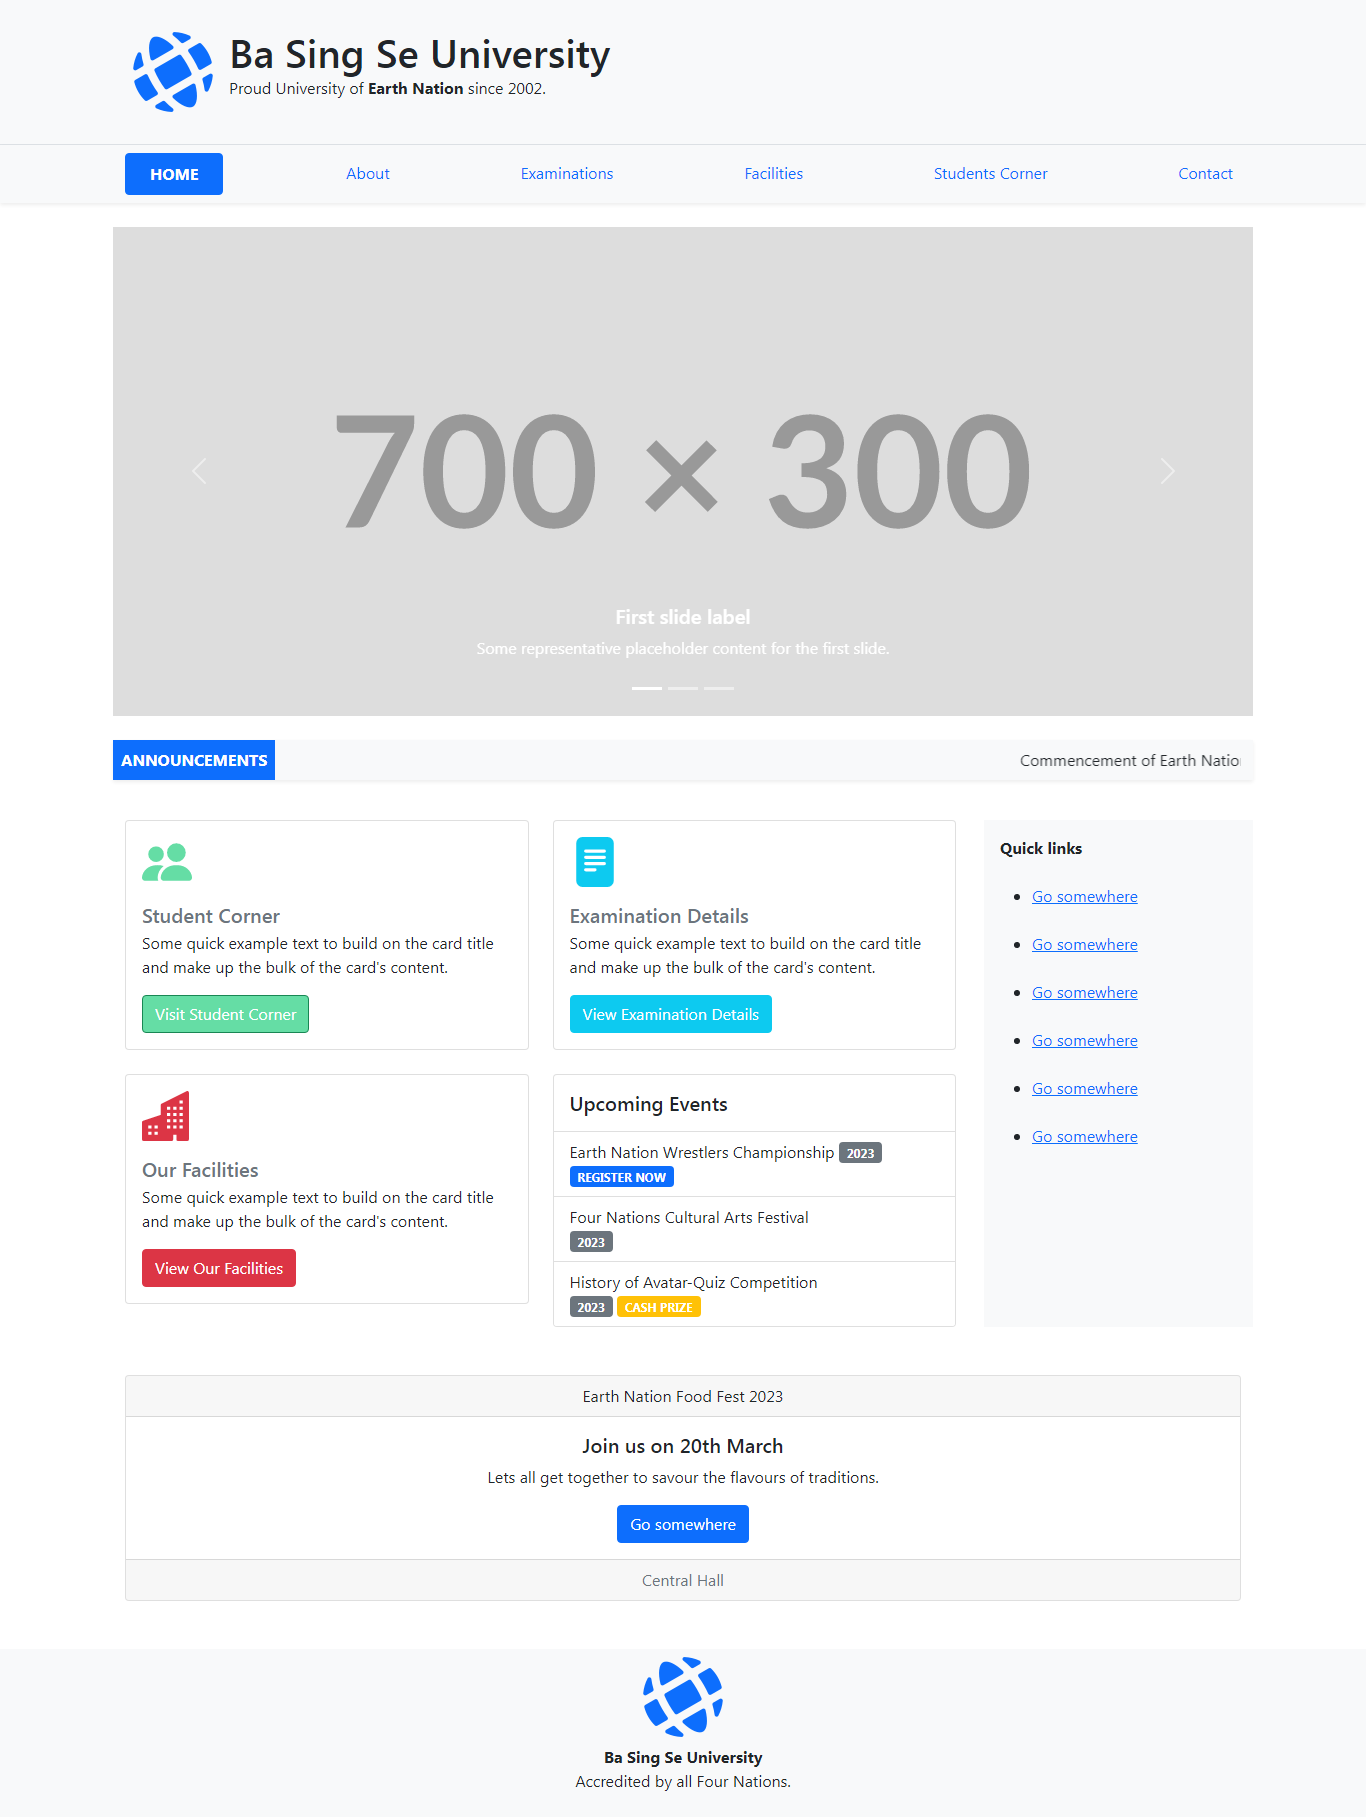 Ba Sing Se University
Proud University of Earth Nation since 2002.
HOME
About
Examinations
Facilities
Students Corner
Contact
700 × 300
First slide label
Some representative placeholder content for the first slide.
ANNOUNCEMENTS
Commencement of Earth
Student Corner
Some quick example text to build on the card title
and make up the bulk of the card's content.
Visit Student Corner
Examination Details
Some quick example text to build on the card title
and make up the bulk of the card's content.
View Examination Details
Our Facilities
Some quick example text to build on the card title
and make up the bulk of the card's content.
View Our Facilities
Upcoming Events
Earth Nation Wrestlers Championship 2023
REGISTER NOW
Four Nations Cultural Arts Festival
2023
History of Avatar-Quiz Competition
2023 CASH PRIZE
Quick links
Go somewhere
Go somewhere
Go somewhere
Go somewhere
Go somewhere
Go somewhere
Earth Nation Food Fest 2023
Join us on 20th March
Lets all get together to savour the flavours of traditions.
Go somewhere
Central Hall
Ba Sing Se University
Accredited by all Four Nations.